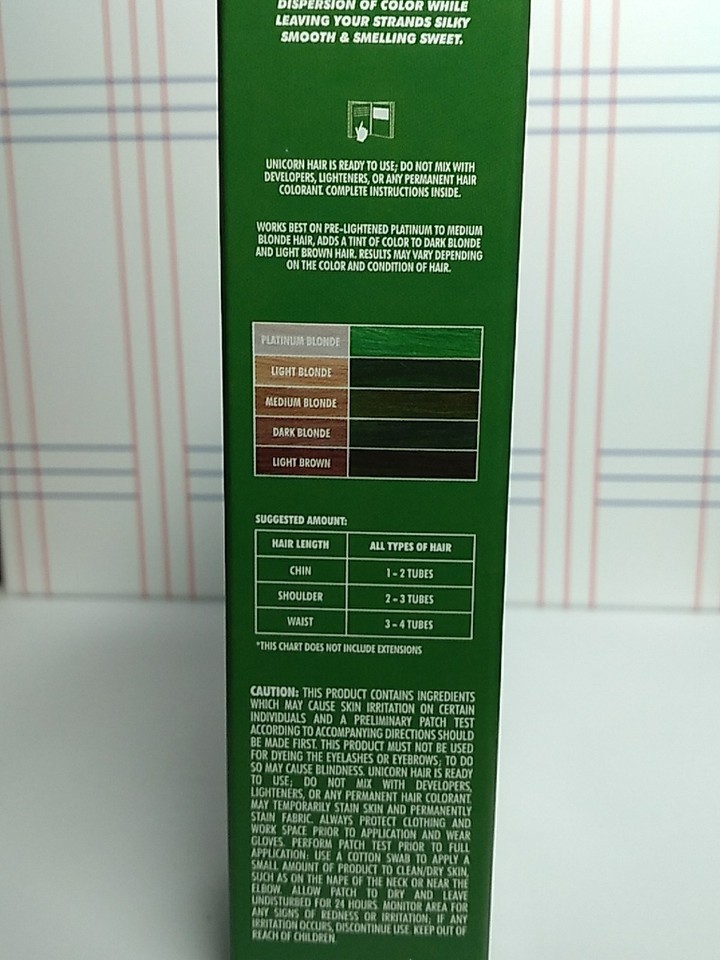 DISPERSION OF COLOR WHILE
LEAVING YOUR STRANDS SILKY
SMOOTH & SMELLING SWEET.
UNICORN HAIR IS READY TO USE; DO NOT MIX WITH
DEVELOPERS, LIGHTENERS, OR ANY PERMANENT HAIR
COLORANT. COMPLETE INSTRUCTIONS INSIDE.
WORKS BEST ON PRE-LIGHTENED PLATINUM TO MEDIUM
BLONDE HAIR, ADDS A TINT OF COLOR TO DARK BLONDE
AND LIGHT BROWN HAIR. RESULTS MAY VARY DEPENDING
ON THE COLOR AND CONDITION OF HAIR.
PLATINUM BLONDE
LIGHT BLONDE
MEDIUM BLONDE
DARK BLONDE
LIGHT BROWN
SUGGESTED AMOUNT:
HAIR LENGTH ALL TYPES OF HAIR
CHIN 1 – 2 TUBES
SHOULDER 2 – 3 TUBES
WAIST 3 – 4 TUBES
*THIS CHART DOES NOT INCLUDE EXTENSIONS
CAUTION: THIS PRODUCT CONTAINS INGREDIENTS
WHICH MAY CAUSE SKIN IRRITATION ON CERTAIN
INDIVIDUALS AND A PRELIMINARY PATCH TEST
ACCORDING TO ACCOMPANYING DIRECTIONS SHOULD
BE MADE FIRST. THIS PRODUCT MUST NOT BE USED
FOR DYEING THE EYELASHES OR EYEBROWS; TO DO
SO MAY CAUSE BLINDNESS. UNICORN HAIR IS READY
TO USE; DO NOT MIX WITH DEVELOPERS,
LIGHTENERS, OR ANY PERMANENT HAIR COLORANT.
MAY TEMPORARILY STAIN SKIN AND PERMANENTLY
STAIN FABRIC. ALWAYS PROTECT CLOTHING AND
WORK SPACE PRIOR TO APPLICATION AND WEAR
GLOVES. PERFORM PATCH TEST PRIOR TO FULL
APPLICATION: USE A COTTON SWAB TO APPLY A
SMALL AMOUNT OF PRODUCT TO CLEAN/DRY SKIN,
SUCH AS ON THE NAPE OF THE NECK OR NEAR THE
ELBOW. ALLOW PATCH TO DRY AND LEAVE
UNDISTURBED FOR 24 HOURS. MONITOR AREA FOR
ANY SIGNS OF REDNESS OR IRRITATION; IF ANY
IRRITATION OCCURS, DISCONTINUE USE. KEEP OUT OF
REACH OF CHILDREN.